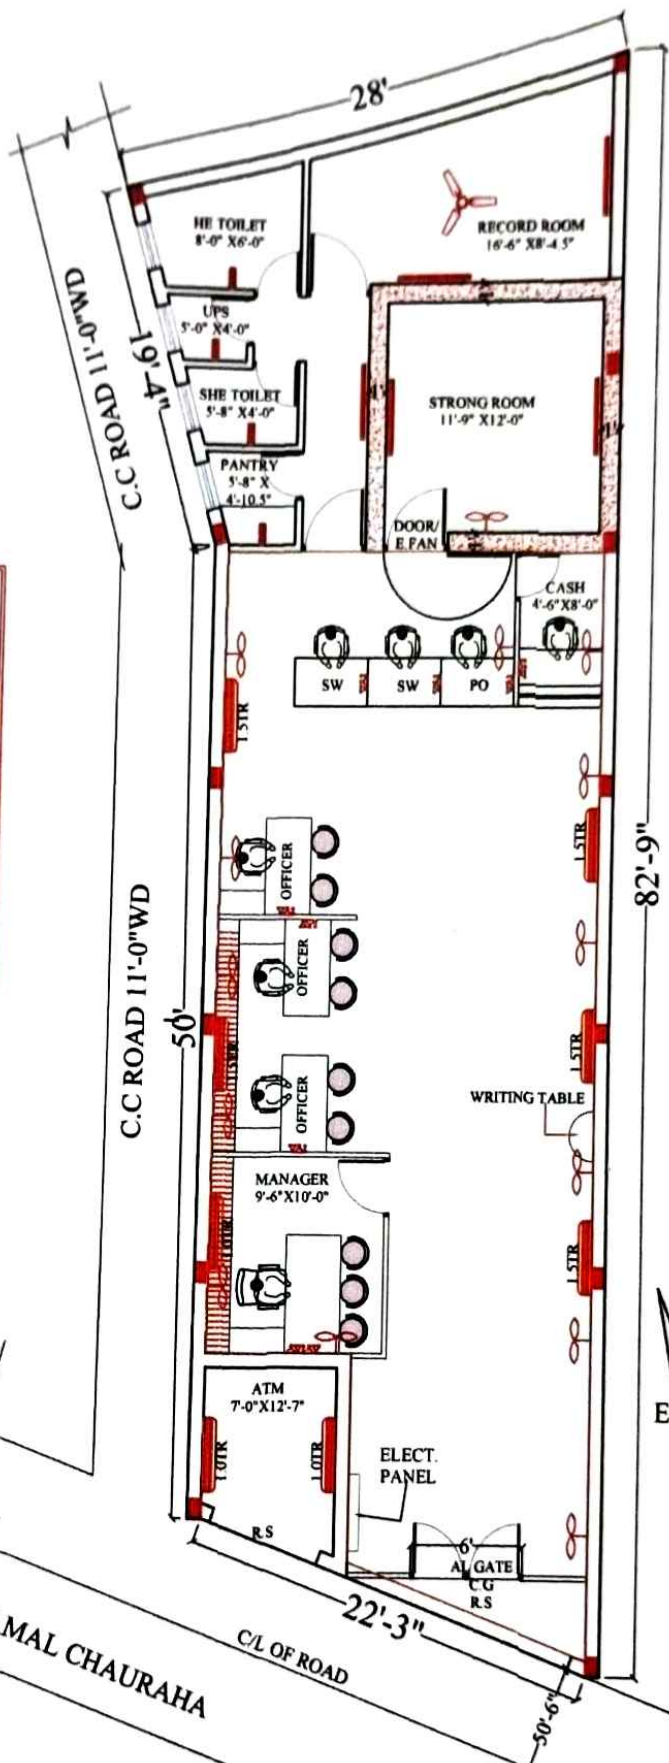 28'
HE TOILET
8'-0" X6'-0"
RECORD ROOM
16'-6" X8'-4.5"
C.C ROAD 11'-0"WD
19'-4"
UPS
5'-0" X4'-0"
SHE TOILET
5'-8" X4'-0"
STRONG ROOM
11'-9" X12'-0"
PANTRY
5'-8" X
4'-10.5"
DOOR/
E.FAN
CASH
4'-6"X8'-0"
SW
SW
PO
1.5TR
1.5TR
82'-9"
OFFICER
OFFICER
OFFICER
C.C ROAD 11'-0"WD
50'
1.5TR
WRITING TABLE
MANAGER
9'-6"X10'-0"
1.5TR
ATM
7'-0"X12'-7"
1.0TR
1.0TR
E
ELECT.
PANEL
R.S
6'
AL GATE
C.G
R.S
22'-3"
C/L OF ROAD
MAL CHAURAHA
50'-6"